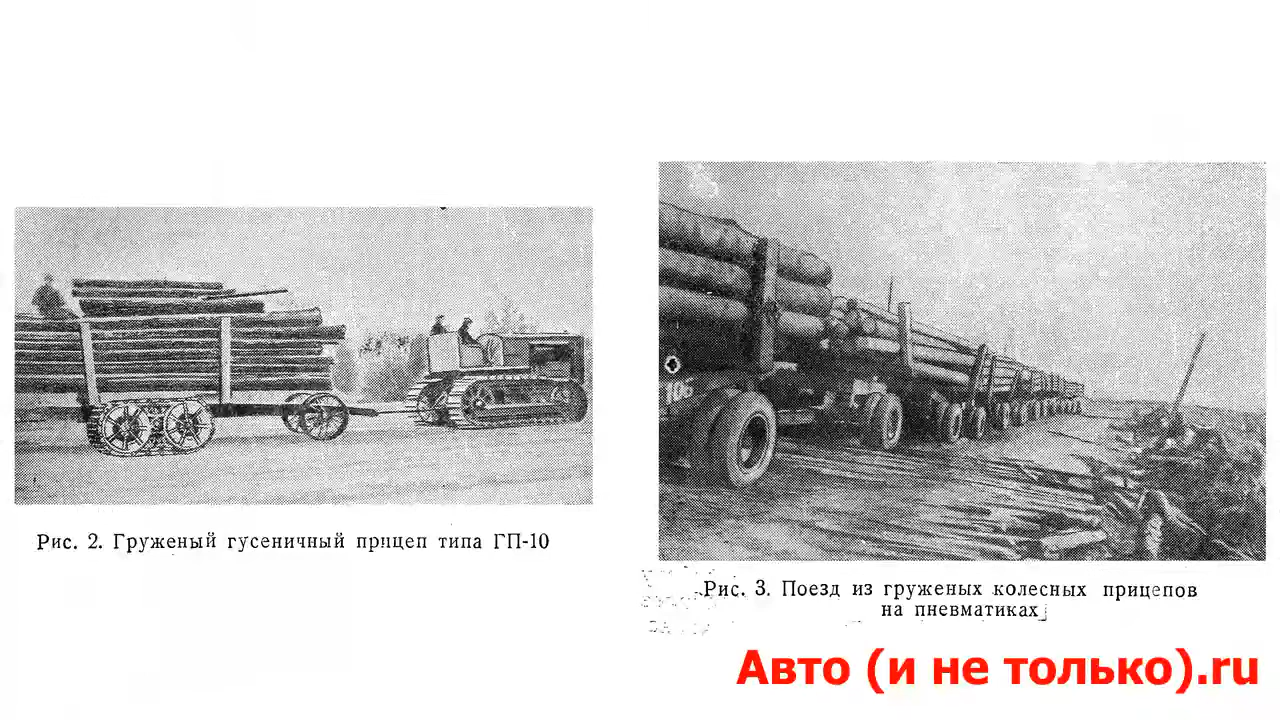 106
Рис. 2. Груженый гусеничный прицеп типа ГП-10
Рис. 3. Поезд из груженых колесных прицепов
на пневматиках
Авто (и не только).ru